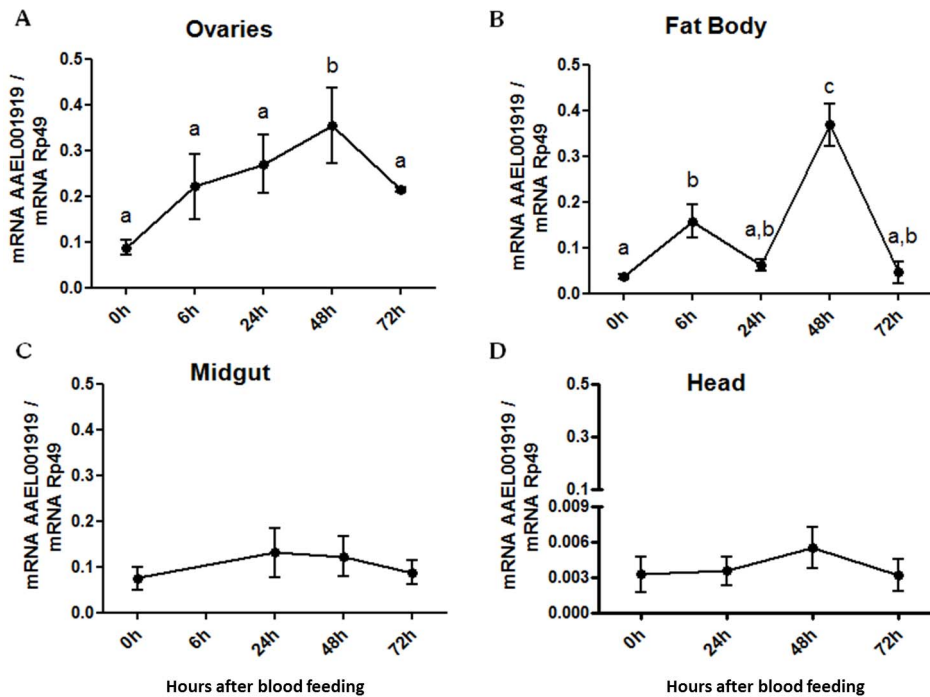 A
Ovaries
mRNA AAEL001919 /
mRNA Rp49
0.5
0.4
0.3
0.2
0.1
0.0
a
a
a
b
a
0h
6h
24h
48h
72h
B
Fat Body
mRNA AAEL001919 /
mRNA Rp49
0.5
0.4
0.3
0.2
0.1
0.0
a
b
a,b
c
a,b
0h
6h
24h
48h
72h
C
Midgut
mRNA AAEL001919 /
mRNA Rp49
0.5
0.4
0.3
0.2
0.1
0.0
0h
6h
24h
48h
72h
Hours after blood feeding
D
Head
mRNA AAEL001919 /
mRNA Rp49
0.5
0.3
0.1
0.009
0.006
0.003
0.000
0h
24h
48h
72h
Hours after blood feeding